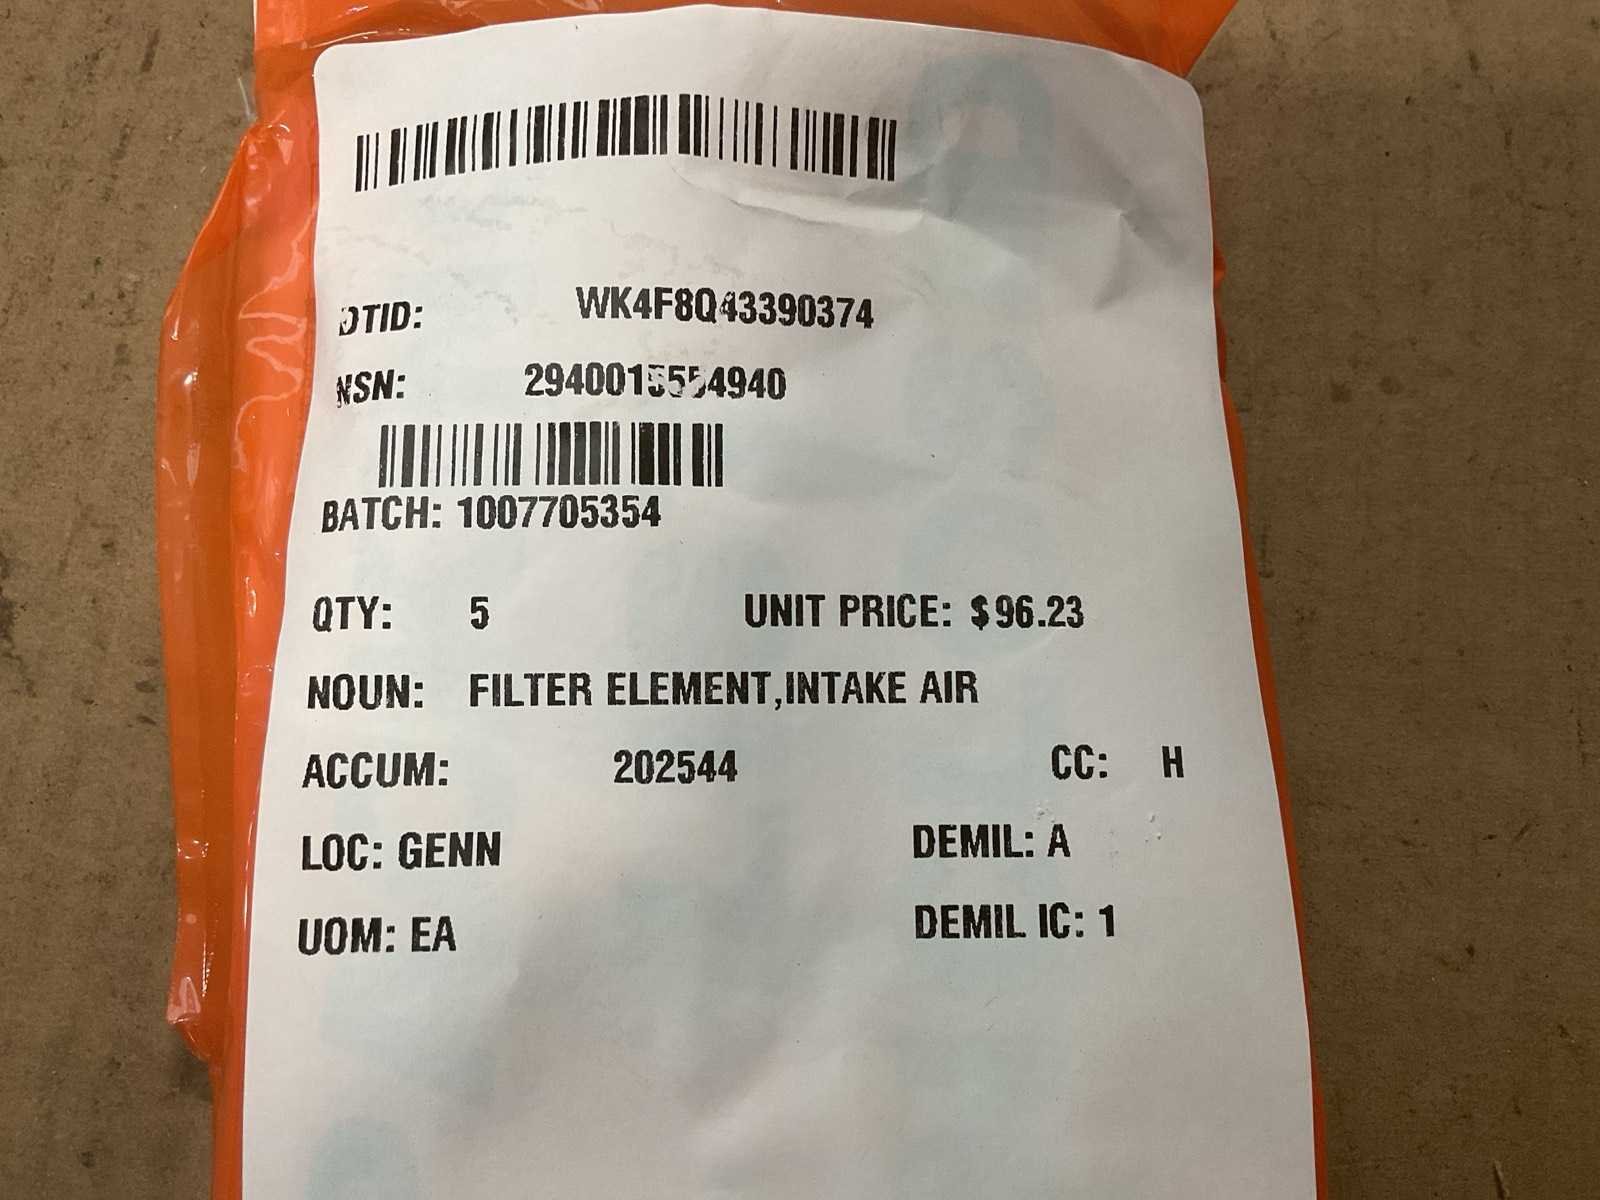 DTID: WK4F8Q43390374
NSN: 2940015554940
BATCH: 1007705354
QTY: 5 UNIT PRICE: $96.23
NOUN: FILTER ELEMENT,INTAKE AIR
ACCUM: 202544 CC: H
LOC: GENN DEMIL: A
UOM: EA DEMIL IC: 1